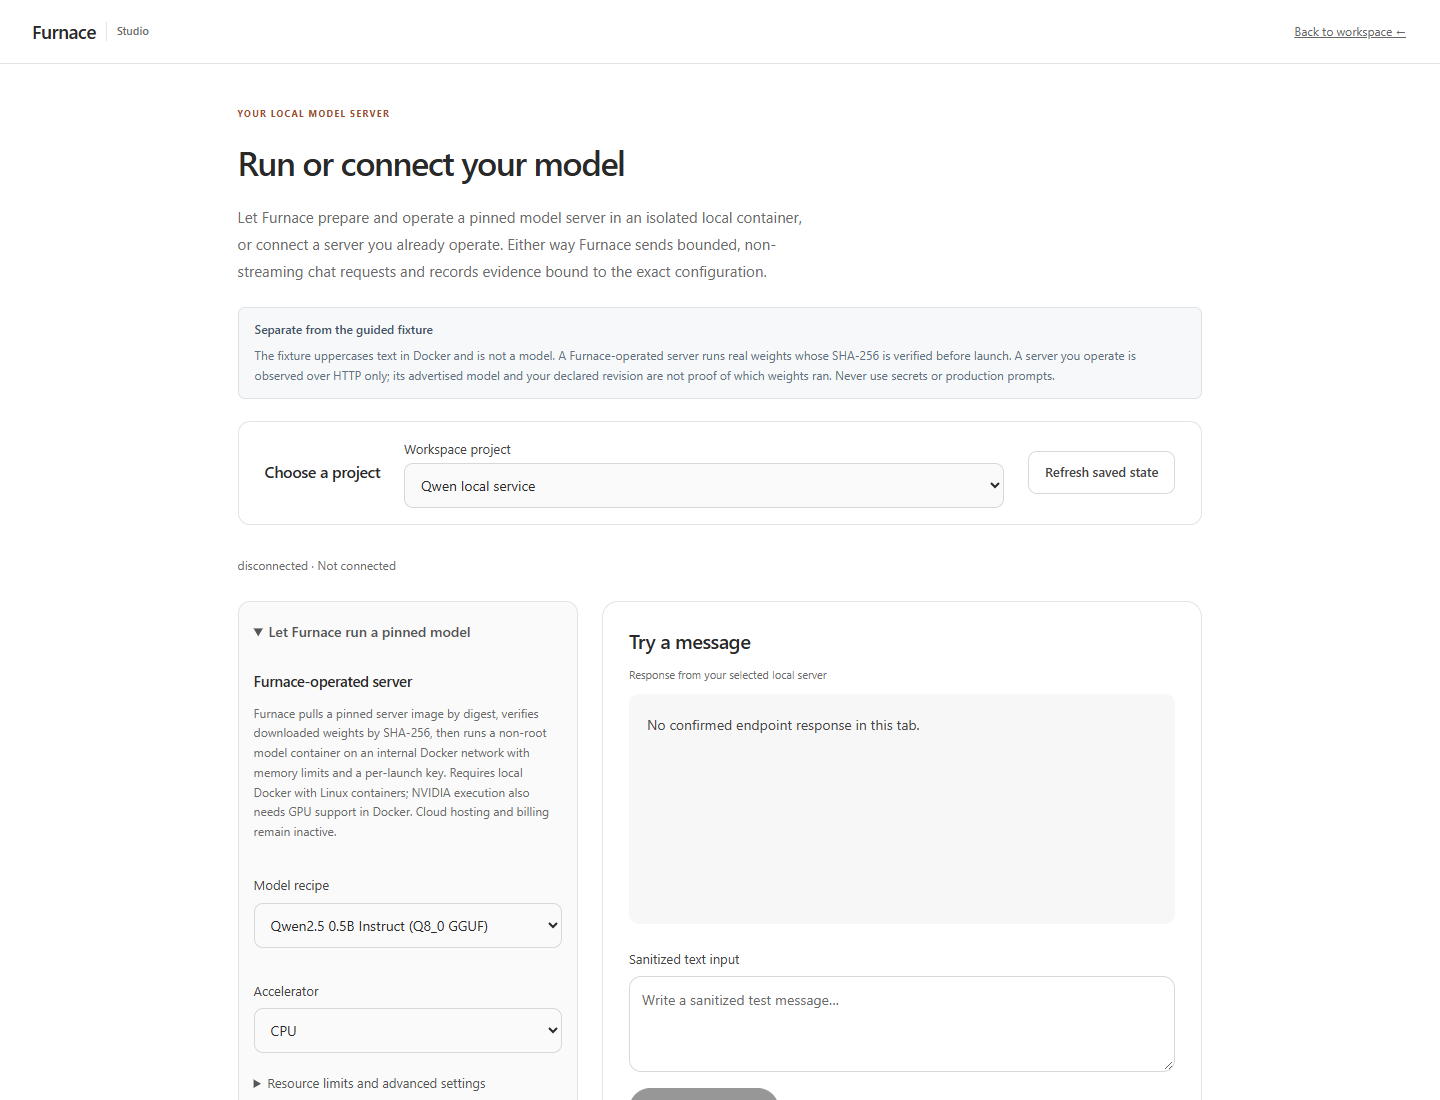 Furnace
Studio
Back to workspace ←
YOUR LOCAL MODEL SERVER
Run or connect your model
Let Furnace prepare and operate a pinned model server in an isolated local container,
or connect a server you already operate. Either way Furnace sends bounded, non-
streaming chat requests and records evidence bound to the exact configuration.
Separate from the guided fixture
The fixture uppercases text in Docker and is not a model. A Furnace-operated server runs real weights whose SHA-256 is verified before launch. A server you operate is
observed over HTTP only; its advertised model and your declared revision are not proof of which weights ran. Never use secrets or production prompts.
Choose a project
Workspace project
Qwen local service
Refresh saved state
disconnected · Not connected
▼ Let Furnace run a pinned model
Furnace-operated server
Furnace pulls a pinned server image by digest, verifies
downloaded weights by SHA-256, then runs a non-root
model container on an internal Docker network with
memory limits and a per-launch key. Requires local
Docker with Linux containers; NVIDIA execution also
needs GPU support in Docker. Cloud hosting and billing
remain inactive.
Model recipe
Qwen2.5 0.5B Instruct (Q8_0 GGUF)
Accelerator
CPU
▶ Resource limits and advanced settings
Try a message
Response from your selected local server
No confirmed endpoint response in this tab.
Sanitized text input
Write a sanitized test message...